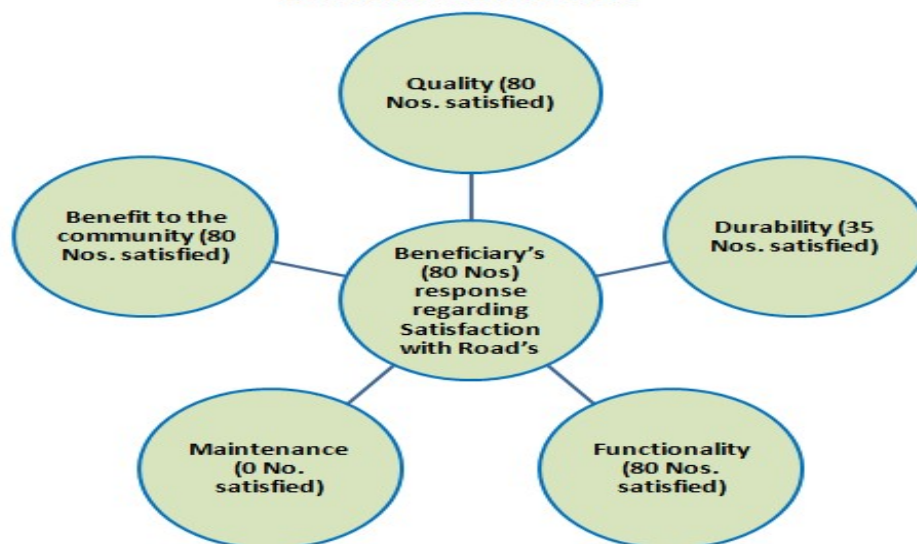 Quality (80
Nos. satisfied)
Benefit to the
community (80
Nos. satisfied)
Durability (35
Nos. satisfied)
Beneficiary's
(80 Nos)
response
regarding
Satisfaction
with Road's
Maintenance
(0 No.
satisfied)
Functionality
(80 Nos.
satisfied)